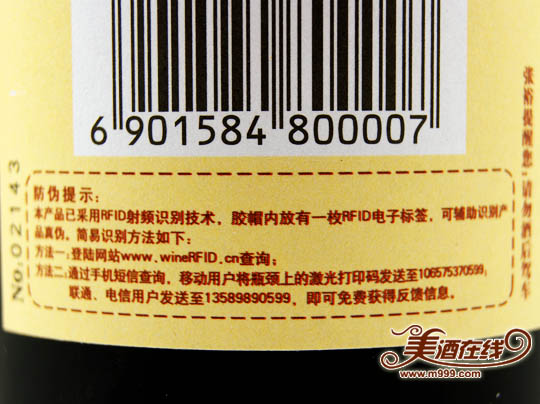 6 901584 800007
防伪提示：
本产品已采用RFID射频识别技术，胶帽内放有一枚RFID电子标签，可辅助识别产
品真伪。简易识别方法如下：
方法一：登陆网站www.wineRFID.cn查询；
方法二：通过手机短信查询，移动用户将瓶颈上的激光打印码发送至106575370599；
联通、电信用户发送至13589890599，即可免费获得反馈信息。
No.02143
张裕提醒您：请勿酒后驾车
美酒在线
www.m999.com